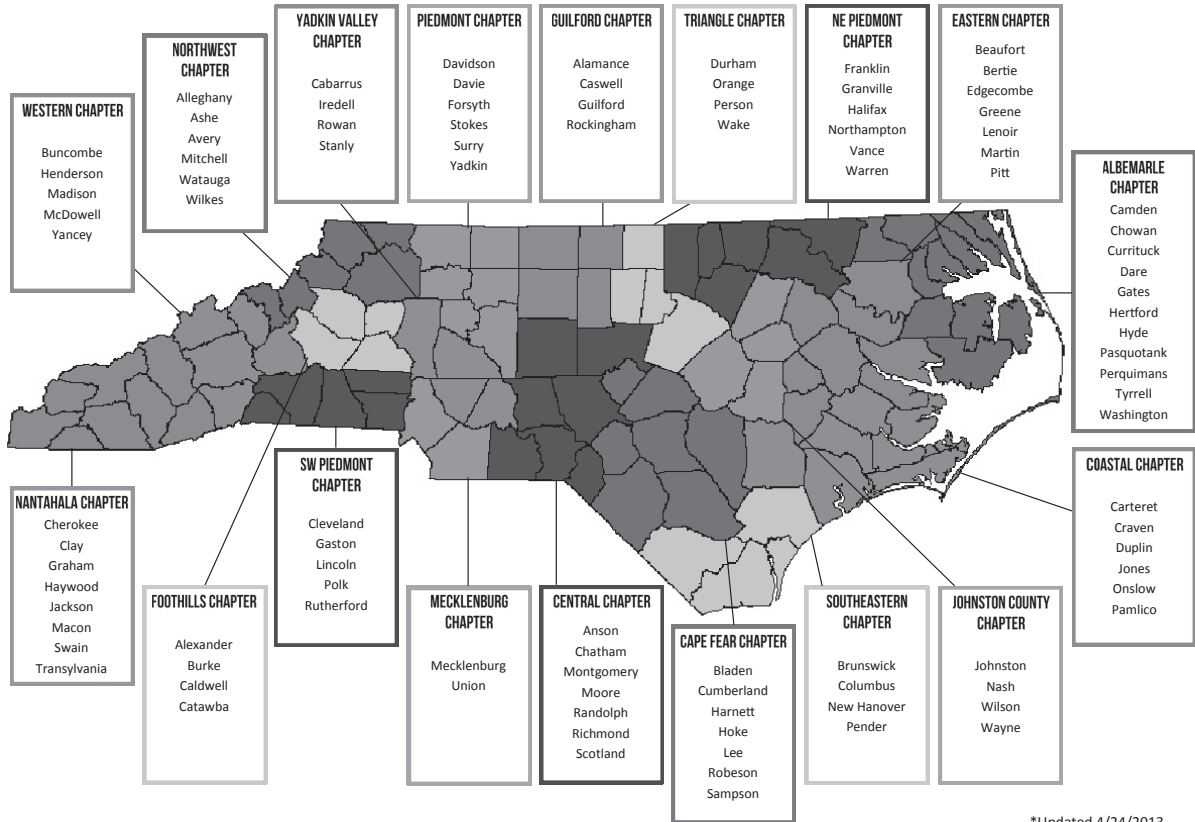 WESTERN CHAPTER
Buncombe
Henderson
Madison
McDowell
Yancey
NORTHWEST
CHAPTER
Alleghany
Ashe
Avery
Mitchell
Watauga
Wilkes
YADKIN VALLEY
CHAPTER
Cabarrus
Iredell
Rowan
Stanly
PIEDMONT CHAPTER
Davidson
Davie
Forsyth
Stokes
Surry
Yadkin
GUILFORD CHAPTER
Alamance
Caswell
Guilford
Rockingham
TRIANGLE CHAPTER
Durham
Orange
Person
Wake
NE PIEDMONT
CHAPTER
Franklin
Granville
Halifax
Northampton
Vance
Warren
EASTERN CHAPTER
Beaufort
Bertie
Edgecombe
Greene
Lenoir
Martin
Pitt
ALBEMARLE
CHAPTER
Camden
Chowan
Currituck
Dare
Gates
Hertford
Hyde
Pasquotank
Perquimans
Tyrrell
Washington
NANTAHALA CHAPTER
Cherokee
Clay
Graham
Haywood
Jackson
Macon
Swain
Transylvania
FOOTHILLS CHAPTER
Alexander
Burke
Caldwell
Catawba
SW PIEDMONT
CHAPTER
Cleveland
Gaston
Lincoln
Polk
Rutherford
MECKLENBURG
CHAPTER
Mecklenburg
Union
CENTRAL CHAPTER
Anson
Chatham
Montgomery
Moore
Randolph
Richmond
Scotland
CAPE FEAR CHAPTER
Bladen
Cumberland
Harnett
Hoke
Lee
Robeson
Sampson
SOUTHEASTERN
CHAPTER
Brunswick
Columbus
New Hanover
Pender
JOHNSTON COUNTY
CHAPTER
Johnston
Nash
Wilson
Wayne
COASTAL CHAPTER
Carteret
Craven
Duplin
Jones
Onslow
Pamlico
*Updated 4/24/2013